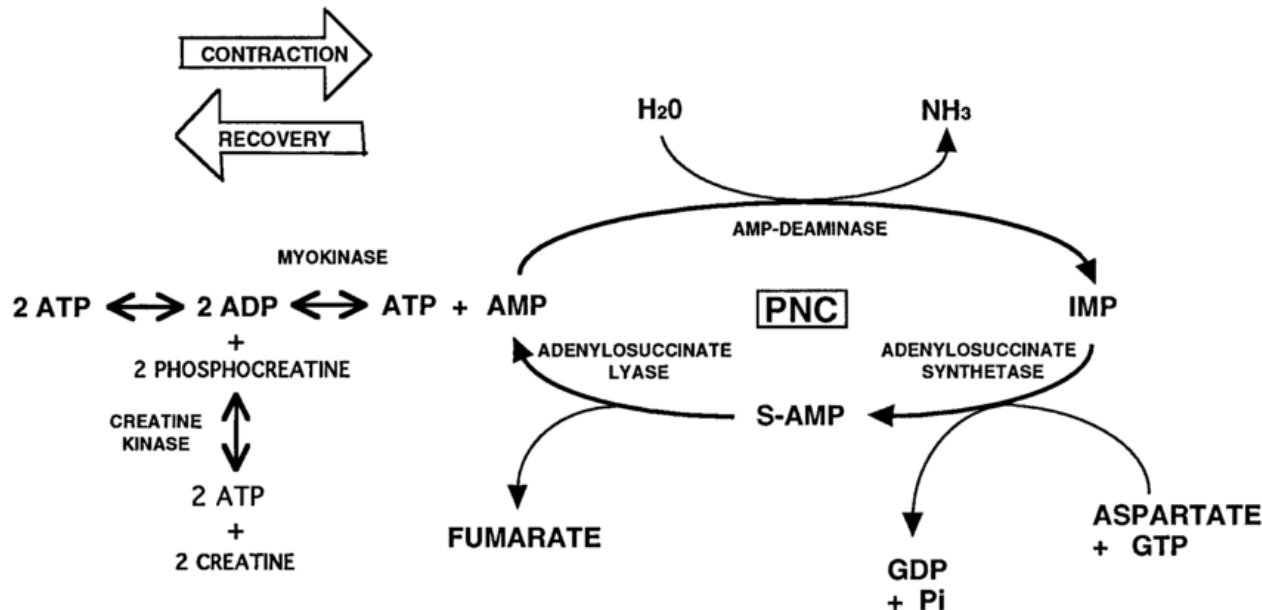 CONTRACTION
RECOVERY
H₂0
NH₃
AMP-DEAMINASE
MYOKINASE
2 ATP
2 ADP
ATP + AMP
PNC
IMP
+
2 PHOSPHOCREATINE
ADENYLOSUCCINATE
LYASE
ADENYLOSUCCINATE
SYNTHETASE
S-AMP
CREATINE
KINASE
2 ATP
+
2 CREATINE
FUMARATE
GDP
+ Pi
ASPARTATE
+ GTP